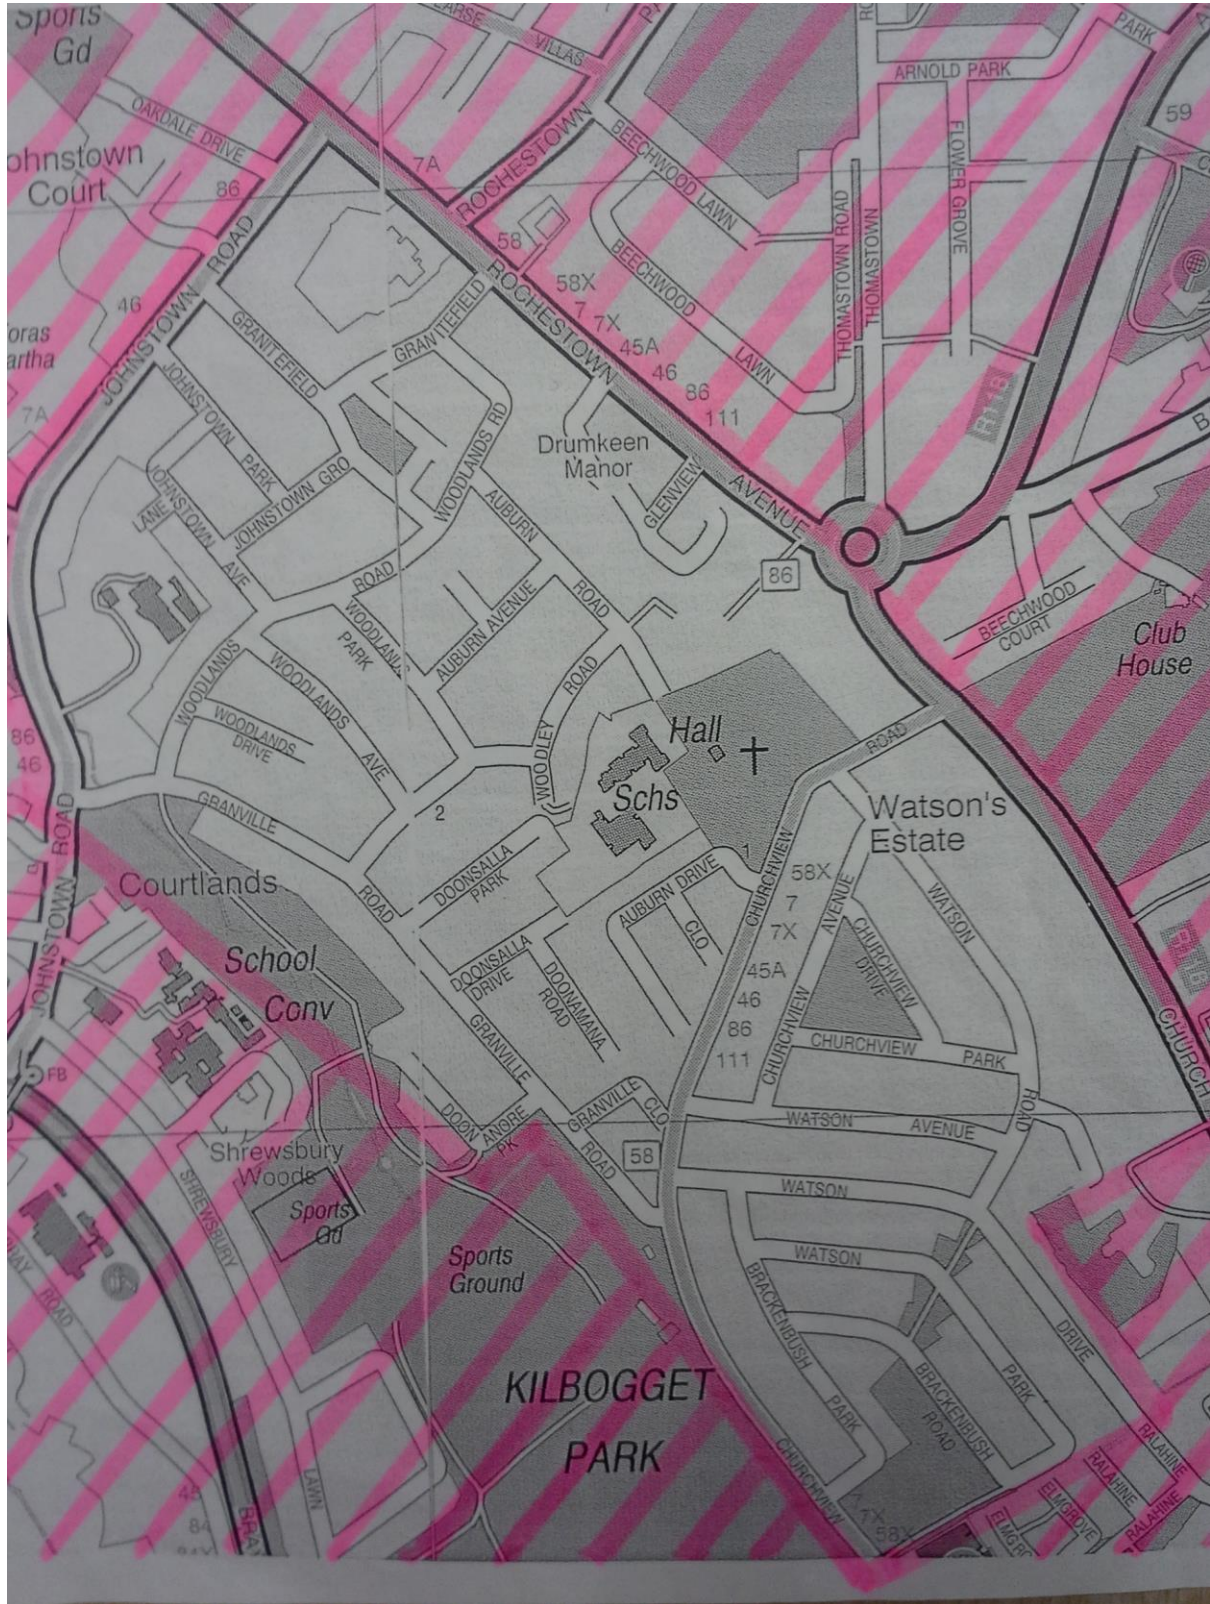 Sports
Gd
VILLAS
PARK
ARNOLD PARK
OAKDALE DRIVE
59
ohnstown
Court
86
7A
ROCHESTOWN
BEECHWOOD LAWN
FLOWER GROVE
THOMASTOWN ROAD
THOMASTOWN
58
58X
7
7X
45A
46
86
111
BEECHWOOD
LAWN
JOHNSTOWN
ROAD
46
oras
artha
7A
GRANITEFIELD
GRANITEFIELD
ROCHESTOWN
AVENUE
JOHNSTOWN
PARK
JOHNSTOWN GRO
WOODLANDS RD
Drumkeen
Manor
GLENVIEW
JOHNSTOWN
AVE
LANE
AUBURN
ROAD
ROAD
86
WOODLANDS
PARK
AUBURN AVENUE
BEECHWOOD
COURT
Club
House
WOODLANDS
WOODLANDS
AVE
WOODLANDS
DRIVE
WOODLEY
ROAD
Hall
Schs
ROAD
86
46
2
GRANVILLE
ROAD
Watson's
Estate
JOHNSTOWN
ROAD
Courtlands
DOONSALLA
PARK
AUBURN DRIVE
CLO
1
CHURCHVIEW
58X
7
7X
45A
46
86
111
AVENUE
CHURCHVIEW
CHURCHVIEW
DRIVE
WATSON
ROAD
School
Conv
DOONSALLA
DRIVE
DOONAMANA
ROAD
GRANVILLE
CHURCHVIEW
PARK
CHURCH
FB
DOON
ANORE
PK
GRANVILLE
CLO
ROAD
58
WATSON
AVENUE
Shrewsbury
Woods
SHREWSBURY
LAWN
Sports
Gd
Sports
Ground
WATSON
WATSON
PARK
DRIVE
BRACKENBUSH
PARK
BRACKENBUSH
ROAD
ROAD
KILBOGGET
PARK
CHURCHVIEW
RALAHINE
RALAHINE
RALAHINE
ELMGROVE
7X
58X
84